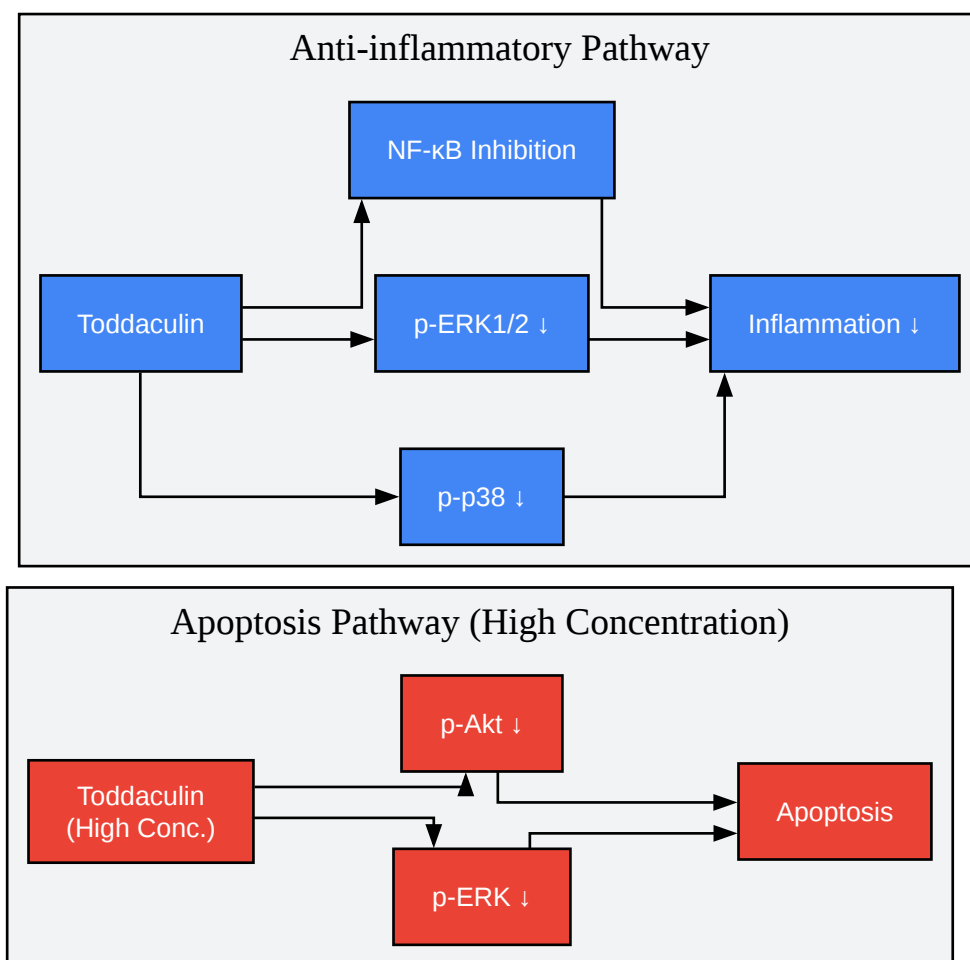 Anti-inflammatory Pathway
NF-κB Inhibition
Toddaculin
p-ERK1/2 ↓
Inflammation ↓
p-p38 ↓
Apoptosis Pathway (High Concentration)
p-Akt ↓
Toddaculin
(High Conc.)
Apoptosis
p-ERK ↓